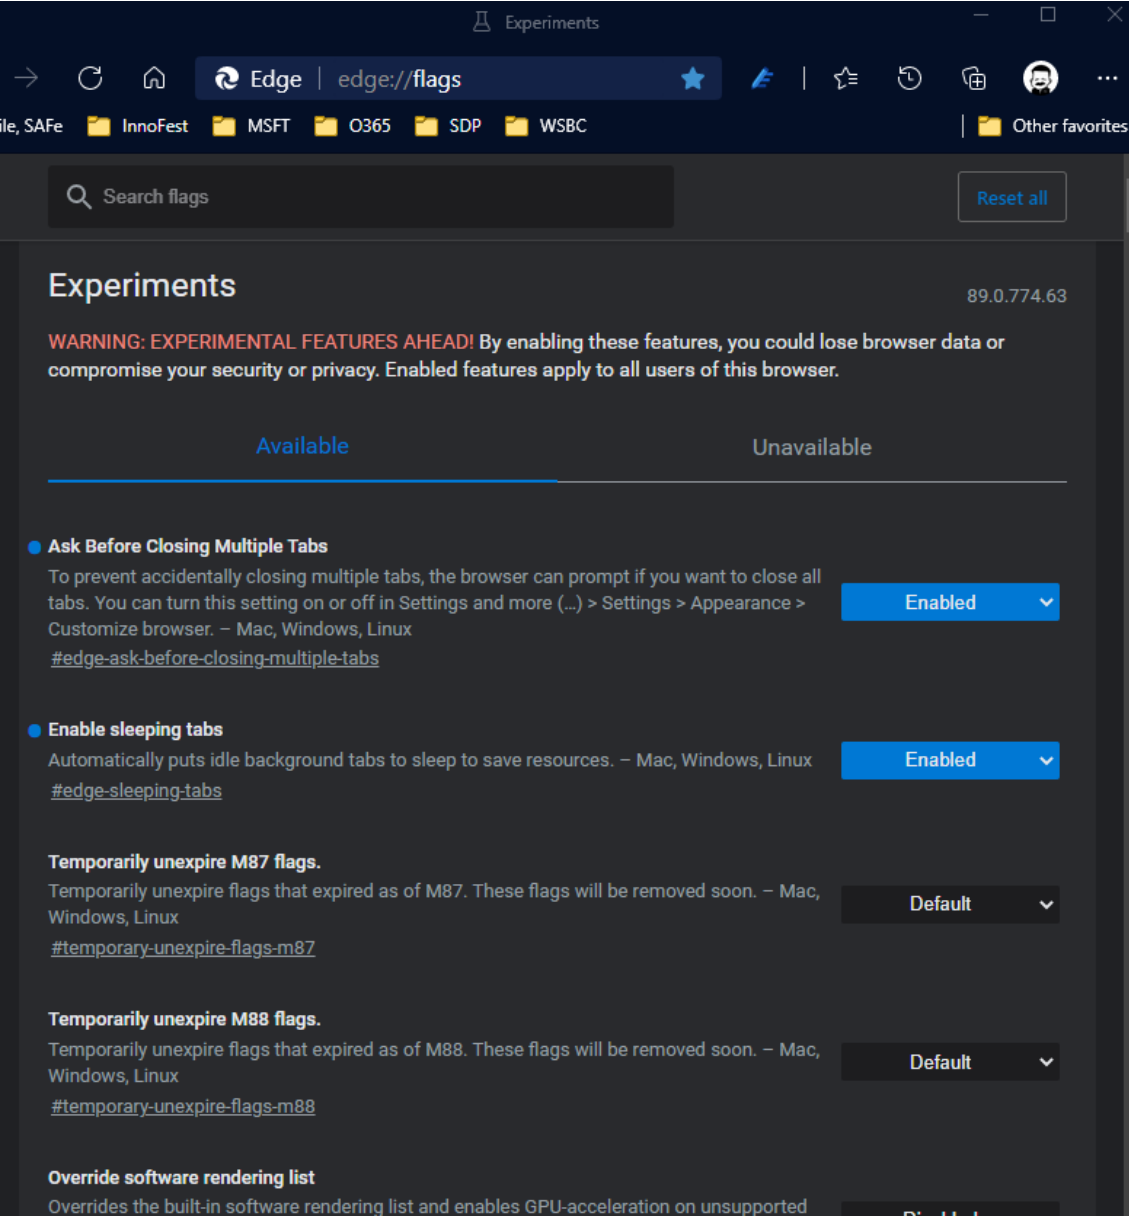 Experiments
Edge edge://flags
ile, SAFe InnoFest MSFT O365 SDP WSBC Other favorites
Search flags Reset all
Experiments 89.0.774.63
WARNING: EXPERIMENTAL FEATURES AHEAD! By enabling these features, you could lose browser data or
compromise your security or privacy. Enabled features apply to all users of this browser.
Available Unavailable
Ask Before Closing Multiple Tabs
To prevent accidentally closing multiple tabs, the browser can prompt if you want to close all
tabs. You can turn this setting on or off in Settings and more (...) > Settings > Appearance >
Customize browser. – Mac, Windows, Linux
#edge-ask-before-closing-multiple-tabs
Enabled
Enable sleeping tabs
Automatically puts idle background tabs to sleep to save resources. – Mac, Windows, Linux
#edge-sleeping-tabs
Enabled
Temporarily unexpire M87 flags.
Temporarily unexpire flags that expired as of M87. These flags will be removed soon. – Mac,
Windows, Linux
#temporary-unexpire-flags-m87
Default
Temporarily unexpire M88 flags.
Temporarily unexpire flags that expired as of M88. These flags will be removed soon. – Mac,
Windows, Linux
#temporary-unexpire-flags-m88
Default
Override software rendering list
Overrides the built-in software rendering list and enables GPU-acceleration on unsupported